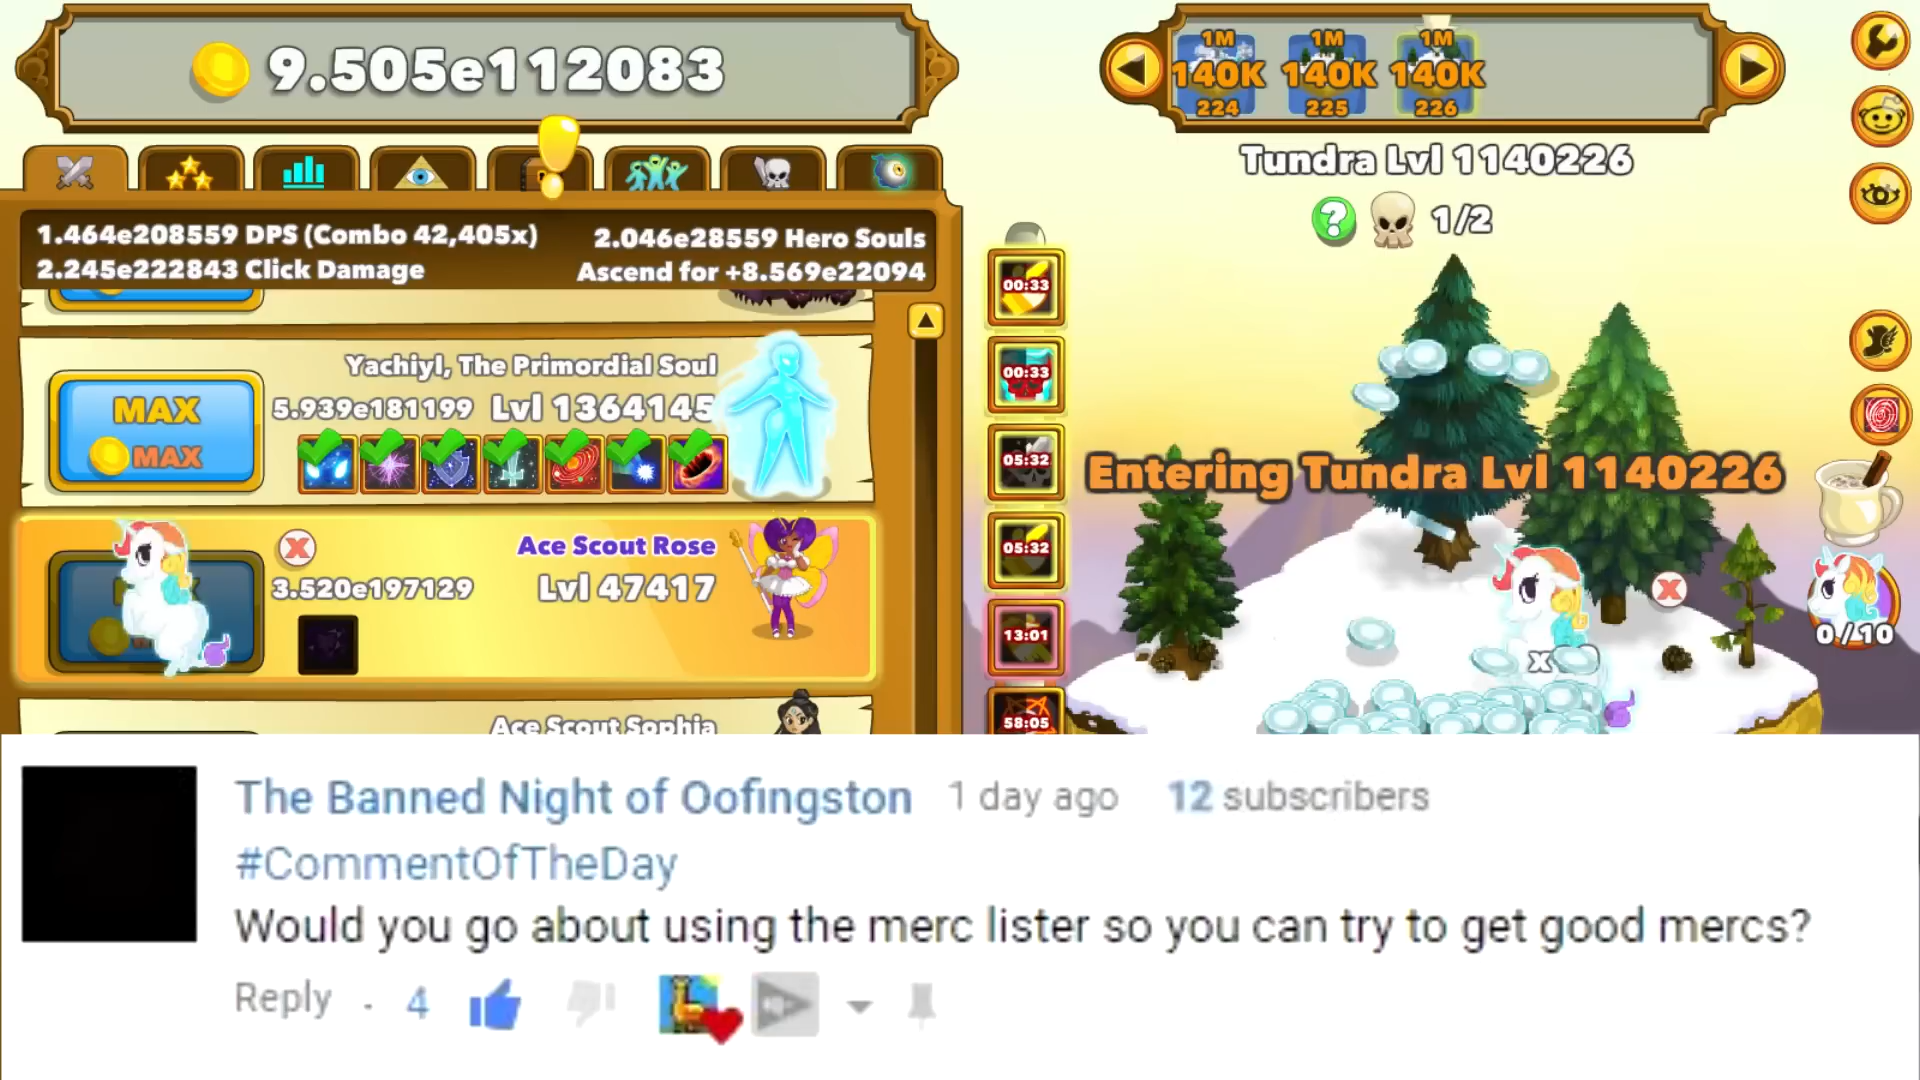 9.505e112083
1.464e208559 DPS (Combo 42,405x)
2.245e222843 Click Damage
2.046e28559 Hero Souls
Ascend for +8.569e22094
Yachiyl, The Primordial Soul
MAX
MAX
5.939e181199 Lvl 1364145
Ace Scout Rose
3.520e197129 Lvl 47417
Ace Scout Sophia
00:33
00:33
05:32
05:32
13:01
58:05
1M 1M 1M
140K 140K 140K
224 225 226
Tundra Lvl 1140226
1/2
Entering Tundra Lvl 1140226
0/10
The Banned Night of Oofingston 1 day ago 12 subscribers
#CommentOfTheDay
Would you go about using the merc lister so you can try to get good mercs?
Reply · 4